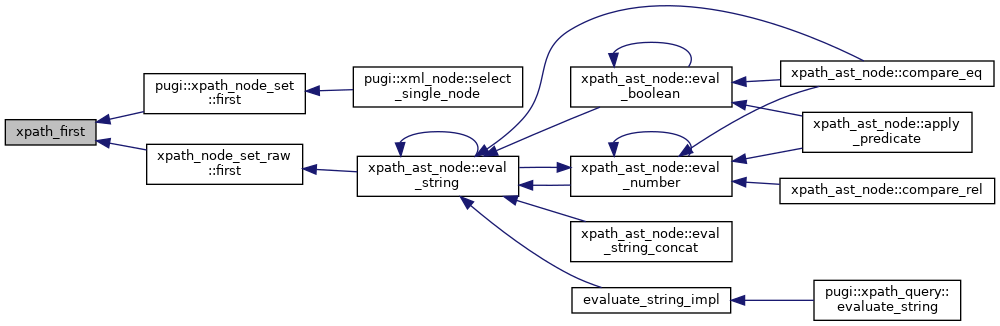 xpath_first
pugi::xpath_node_set
::first
xpath_node_set_raw
::first
pugi::xml_node::select
_single_node
xpath_ast_node::eval
_string
xpath_ast_node::eval
_boolean
xpath_ast_node::eval
_number
xpath_ast_node::eval
_string_concat
evaluate_string_impl
xpath_ast_node::compare_eq
xpath_ast_node::apply
_predicate
xpath_ast_node::compare_rel
pugi::xpath_query::
evaluate_string